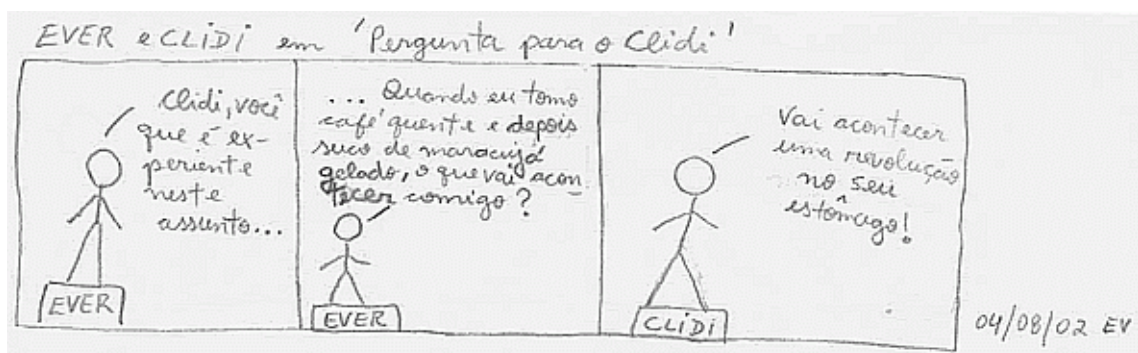 EVER e CLiDi em 'Pergunta para o Clidi'
Clidi, você
que é ex-
periente
neste
assunto...
EVER
... Quando eu tomo
café quente e depois
suco de maracujá
gelado, o que vai acon-
tecer comigo?
EVER
Vai acontecer
uma revolução
no seu
estômago!
CLiDi
04/08/02 EV